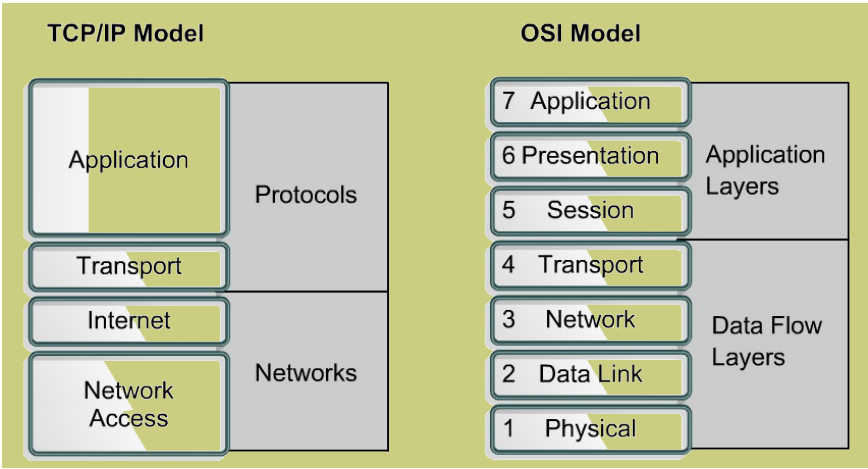 TCP/IP Model
Application
Transport
Internet
Network
Access
Protocols
Networks
OSI Model
7 Application
6 Presentation
5 Session
4 Transport
3 Network
2 Data Link
1 Physical
Application
Layers
Data Flow
Layers